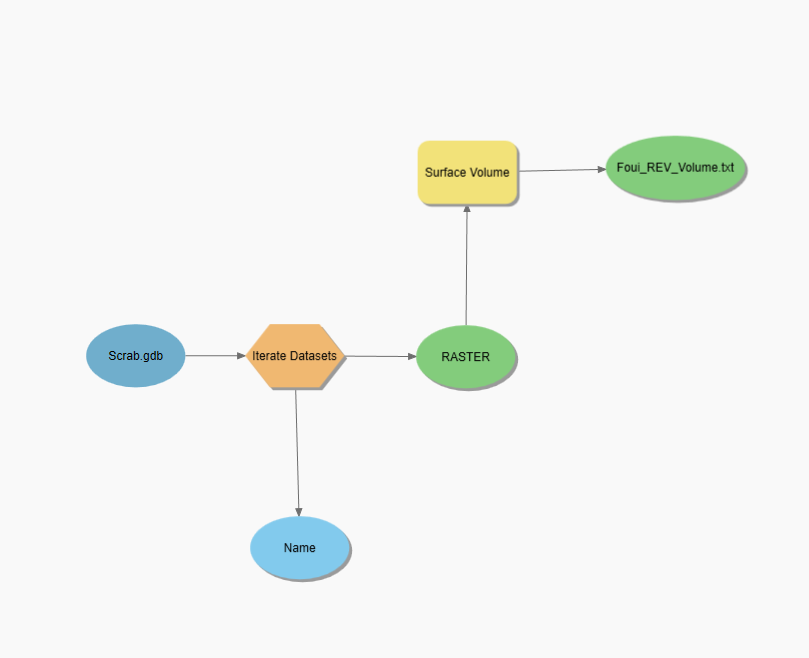 Surface Volume
Foui_REV_Volume.txt
Scrab.gdb
Iterate Datasets
RASTER
Name